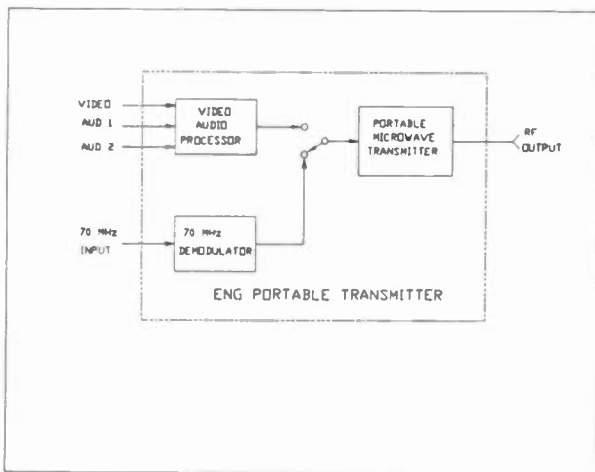 VIDEO
AUD 1
AUD 2
VIDEO
AUDIO
PROCESSOR
PORTABLE
MICROWAVE
TRANSMITTER
RF
OUTPUT
70 MHz
INPUT
70 MHz
DEMODULATOR
ENG PORTABLE TRANSMITTER